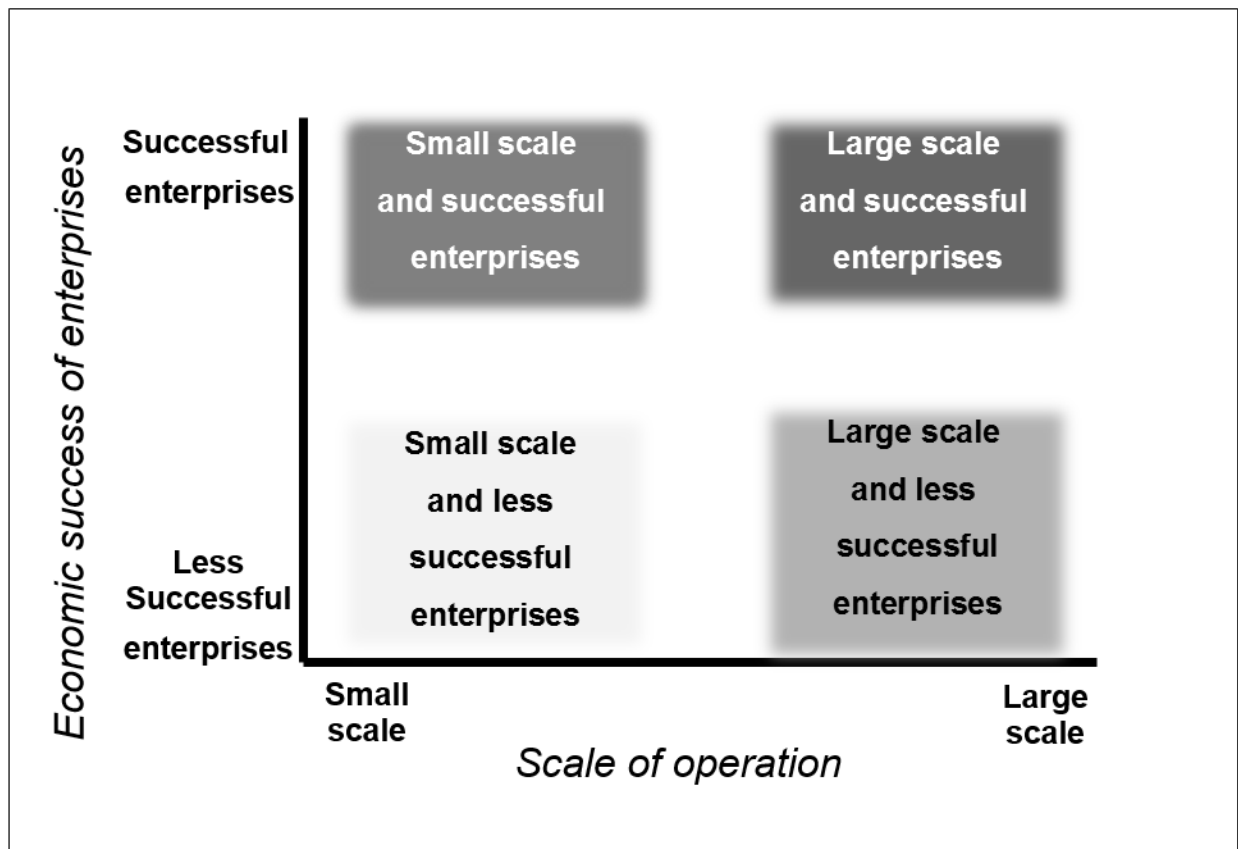 Economic success of enterprises
Successful
enterprises
Small scale
and successful
enterprises
Large scale
and successful
enterprises
Less
Successful
enterprises
Small scale
and less
successful
enterprises
Large scale
and less
successful
enterprises
Small
scale
Large
scale
Scale of operation